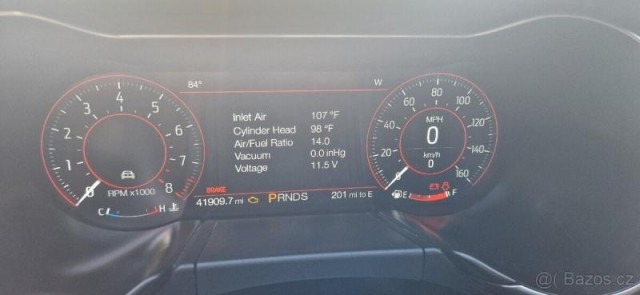 84° W
Inlet Air 107 °F
Cylinder Head 98 °F
Air/Fuel Ratio 14.0
Vacuum 0.0 inHg
Voltage 11.5 V
0 1 2 3 4 5 6 7 8
RPM x1000
C H
0 20 40 60 80 100 120 140 160
MPH
0
km/h
0
E F
BRAKE
41909.7 mi PRNDS 201 mi to E
Bazos.cz